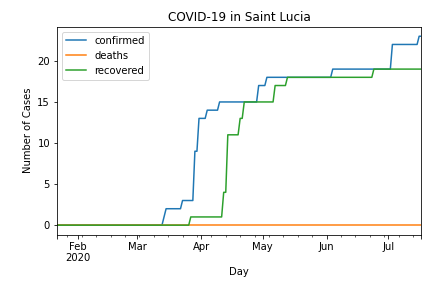 COVID-19 in Saint Lucia
confirmed
deaths
recovered
Number of Cases
20
15
10
5
0
Feb Mar Apr May Jun Jul
2020
Day